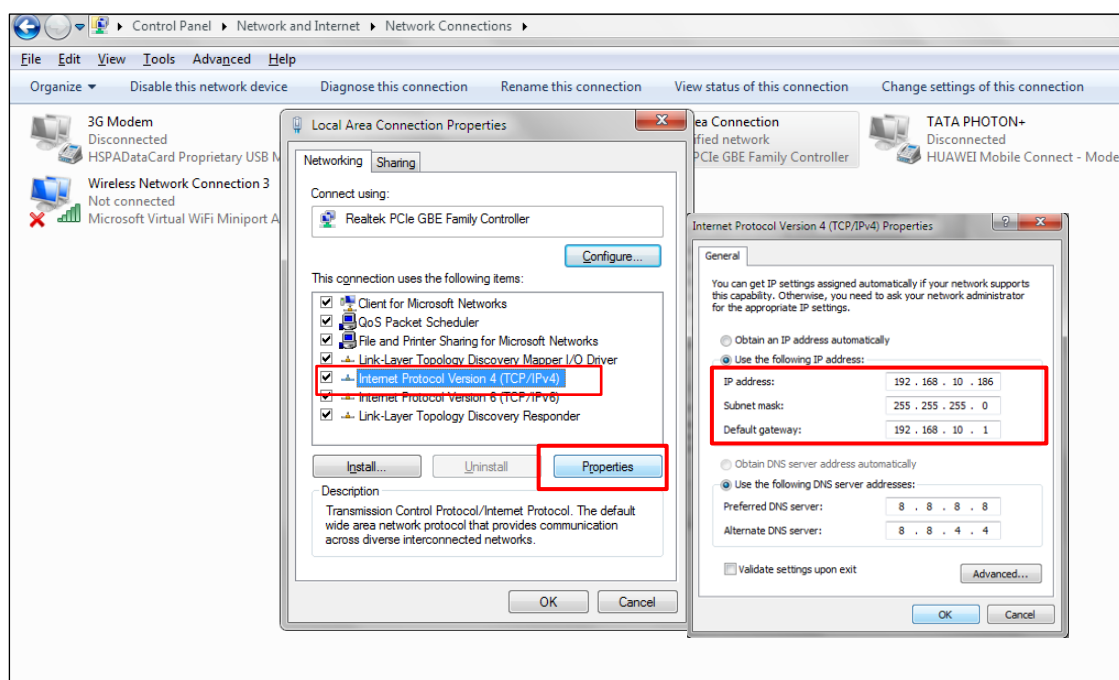 Control Panel ▸ Network and Internet ▸ Network Connections ▸
File Edit View Tools Advanced Help
Organize Disable this network device Diagnose this connection Rename this connection View status of this connection Change settings of this connection
3G Modem
Disconnected
HSPADataCard Proprietary USB M
Wireless Network Connection 3
Not connected
Microsoft Virtual WiFi Miniport A
ea Connection
ified network
PCIe GBE Family Controller
TATA PHOTON+
Disconnected
HUAWEI Mobile Connect - Mode
Local Area Connection Properties
Networking Sharing
Connect using:
Realtek PCIe GBE Family Controller
Configure...
This connection uses the following items:
Client for Microsoft Networks
QoS Packet Scheduler
File and Printer Sharing for Microsoft Networks
Link-Layer Topology Discovery Mapper I/O Driver
Internet Protocol Version 4 (TCP/IPv4)
Internet Protocol Version 6 (TCP/IPv6)
Link-Layer Topology Discovery Responder
Install... Uninstall Properties
Description
Transmission Control Protocol/Internet Protocol. The default
wide area network protocol that provides communication
across diverse interconnected networks.
OK Cancel
Internet Protocol Version 4 (TCP/IPv4) Properties
General
You can get IP settings assigned automatically if your network supports
this capability. Otherwise, you need to ask your network administrator
for the appropriate IP settings.
Obtain an IP address automatically
Use the following IP address:
IP address: 192 . 168 . 10 . 186
Subnet mask: 255 . 255 . 255 . 0
Default gateway: 192 . 168 . 10 . 1
Obtain DNS server address automatically
Use the following DNS server addresses:
Preferred DNS server: 8 . 8 . 8 . 8
Alternate DNS server: 8 . 8 . 4 . 4
Validate settings upon exit
Advanced...
OK Cancel